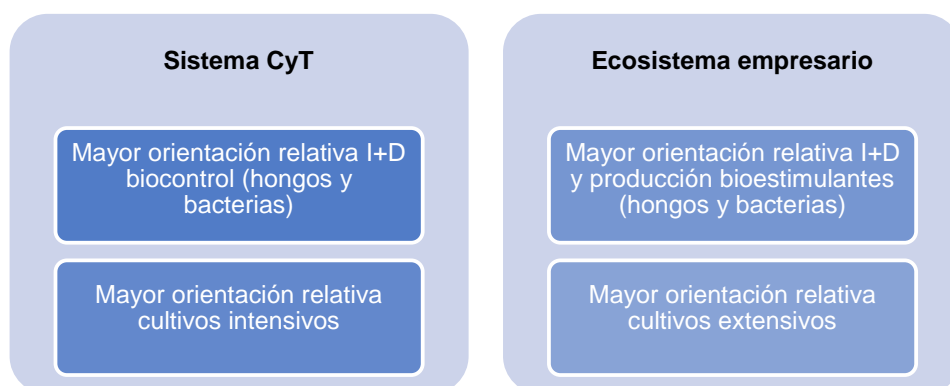 Sistema CyT
Mayor orientación relativa I+D
biocontrol (hongos y
bacterias)
Mayor orientación relativa
cultivos intensivos
Ecosistema empresario
Mayor orientación relativa I+D
y producción bioestimulantes
(hongos y bacterias)
Mayor orientación relativa
cultivos extensivos